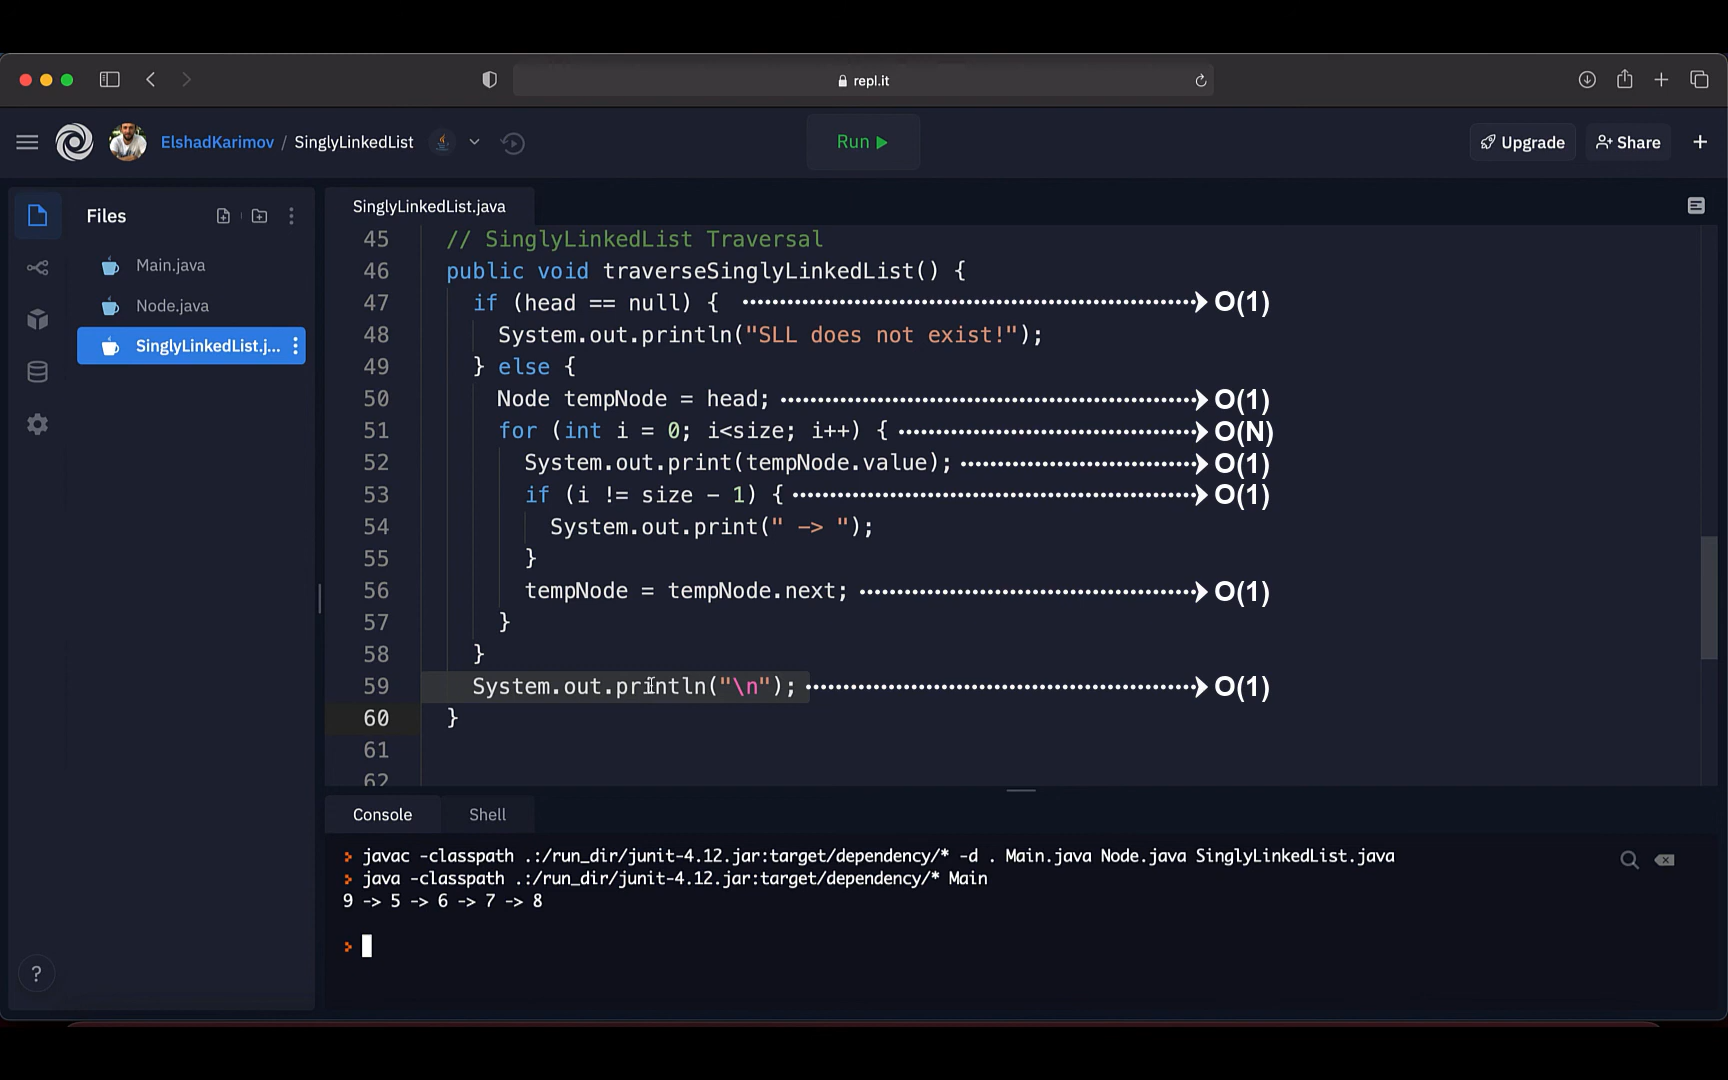 repl.it
ElshadKarimov / SinglyLinkedList
Run
Upgrade
Share
Files
Main.java
Node.java
SinglyLinkedList.j...
SinglyLinkedList.java
45 // SinglyLinkedList Traversal
46 public void traverseSinglyLinkedList() {
47 if (head == null) { O(1)
48 System.out.println("SLL does not exist!");
49 } else {
50 Node tempNode = head; O(1)
51 for (int i = 0; i<size; i++) { O(N)
52 System.out.print(tempNode.value); O(1)
53 if (i != size - 1) { O(1)
54 System.out.print(" -> ");
55 }
56 tempNode = tempNode.next; O(1)
57 }
58 }
59 System.out.println("\n"); O(1)
60 }
61
62
Console Shell
> javac -classpath .:/run_dir/junit-4.12.jar:target/dependency/* -d . Main.java Node.java SinglyLinkedList.java
> java -classpath .:/run_dir/junit-4.12.jar:target/dependency/* Main
9 -> 5 -> 6 -> 7 -> 8
>
?